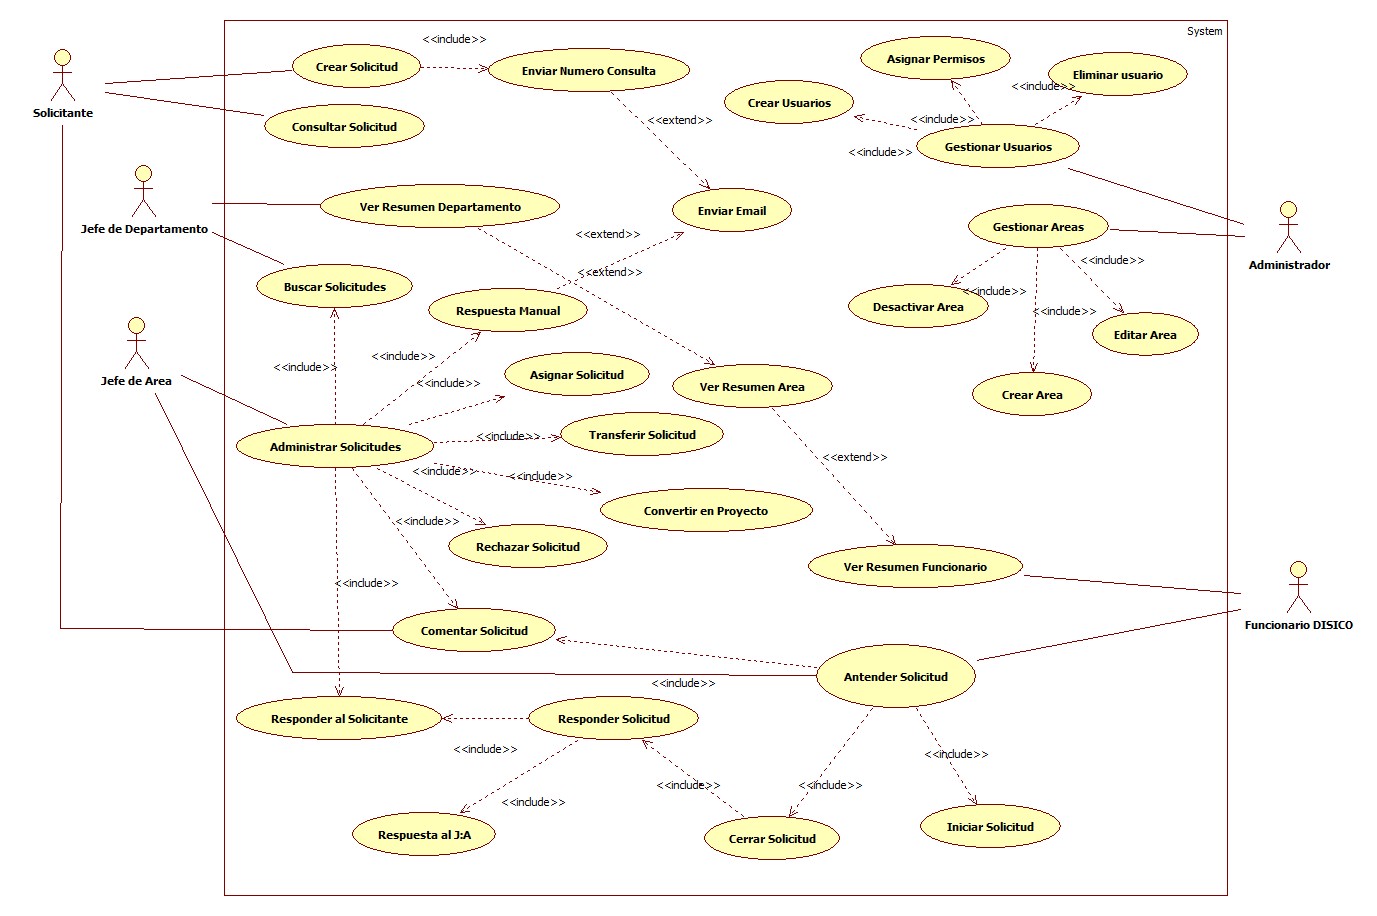 System
<<include>>
Crear Solicitud
Enviar Numero Consulta
Asignar Permisos
Eliminar usuario
<<include>>
Solicitante
Crear Usuarios
<<extend>>
<<include>>
Consultar Solicitud
Gestionar Usuarios
<<include>>
Jefe de Departamento
Ver Resumen Departamento
Enviar Email
Gestionar Areas
<<extend>>
<<include>>
Administrador
<<extend>>
Buscar Solicitudes
<<include>>
Respuesta Manual
Desactivar Area
<<include>>
Editar Area
<<include>>
<<include>>
Jefe de Area
Asignar Solicitud
<<include>>
Ver Resumen Area
Crear Area
Administrar Solicitudes
<<include>>
Transferir Solicitud
<<extend>>
<<include>>
<<include>>
Convertir en Proyecto
<<include>>
Rechazar Solicitud
Ver Resumen Funcionario
<<include>>
Funcionario DISICO
Comentar Solicitud
Antender Solicitud
<<include>>
Responder al Solicitante
Responder Solicitud
<<include>>
<<include>>
<<include>>
<<include>>
<<include>>
Respuesta al J:A
Cerrar Solicitud
Iniciar Solicitud